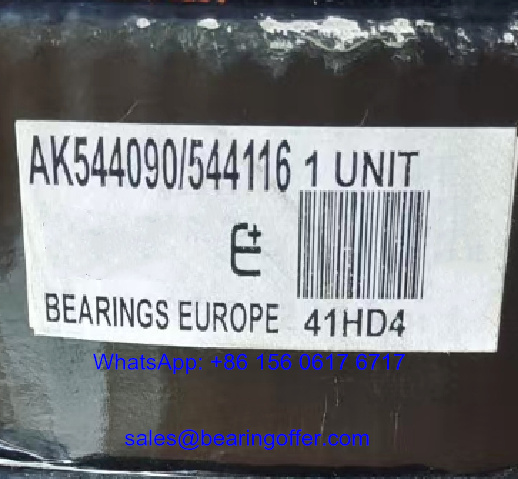 AK544090/544116 1 UNIT
E+
BEARINGS EUROPE 41HD4
WhatsApp: +86 156 0617 6717
sales@bearingoffer.com